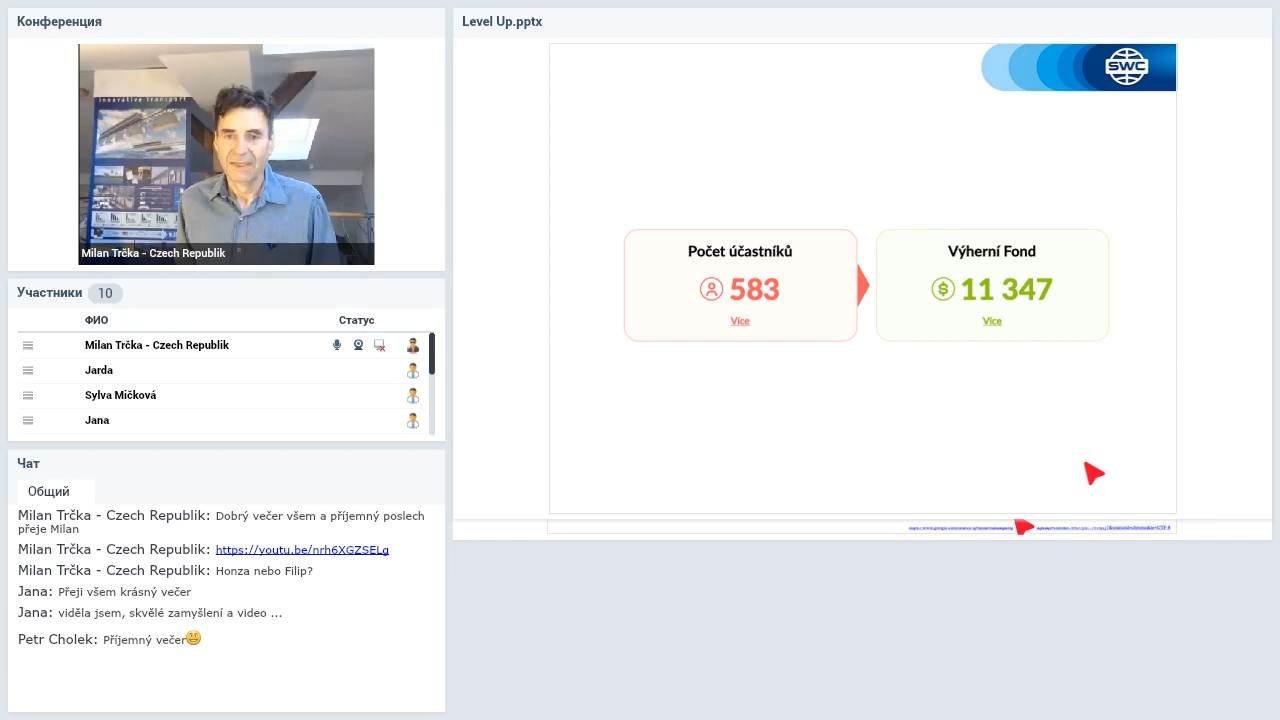 Конференция
innovative transport
Milan Trčka - Czech Republik
Участники 10
ФИО Статус
Milan Trčka - Czech Republik
Jarda
Sylva Mičková
Jana
Чат
Общий
Milan Trčka - Czech Republik: Dobrý večer všem a příjemný poslech
přeje Milan
Milan Trčka - Czech Republik: https://youtu.be/nrh6XGZSELg
Milan Trčka - Czech Republik: Honza nebo Filip?
Jana: Přeji všem krásný večer
Jana: viděla jsem, skvělé zamyšlení a video ...
Petr Cholek: Příjemný večer
Level Up.pptx
SWC
Počet účastníků
583
Více
Výherní Fond
11 347
Více